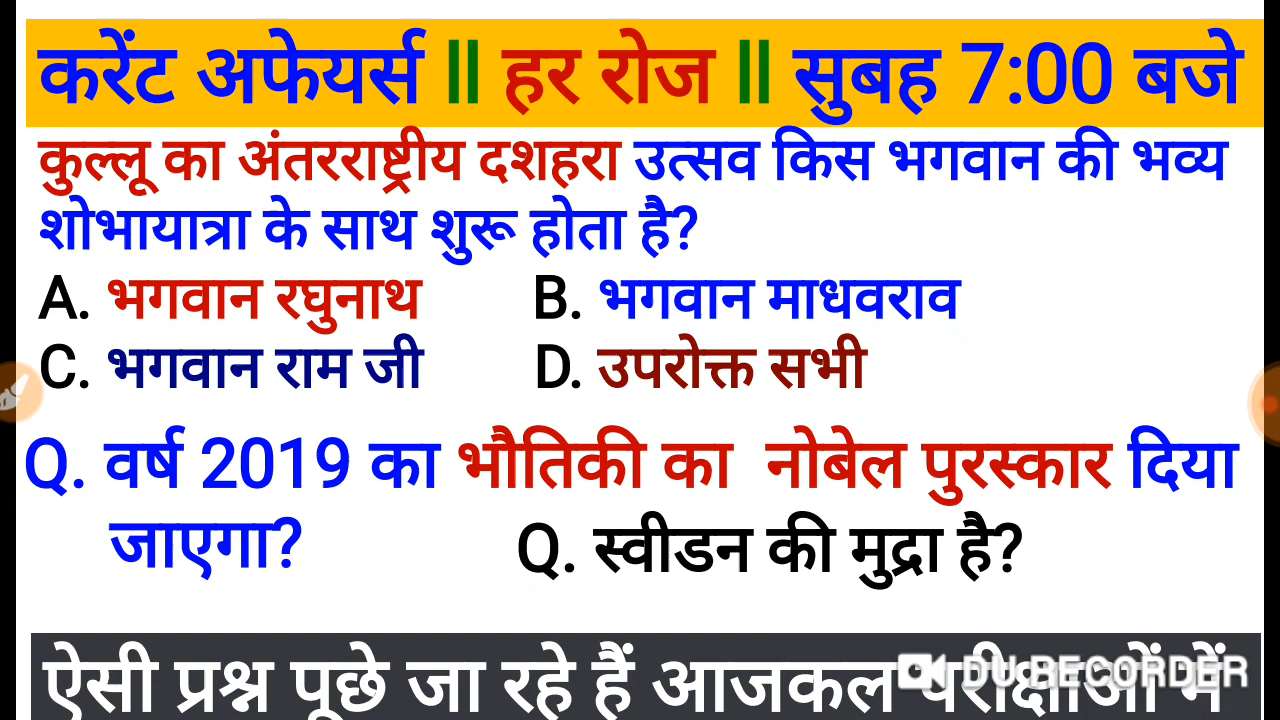 करेंट अफेयर्स || हर रोज || सुबह 7:00 बजे
कुल्लू का अंतरराष्ट्रीय दशहरा उत्सव किस भगवान की भव्य
शोभायात्रा के साथ शुरू होता है?
A. भगवान रघुनाथ B. भगवान माधवराव
C. भगवान राम जी D. उपरोक्त सभी
Q. वर्ष 2019 का भौतिकी का नोबेल पुरस्कार दिया
जाएगा? Q. स्वीडन की मुद्रा है?
ऐसी प्रश्न पूछे जा रहे हैं आजकल परीक्षाओं में
DU RECORDER